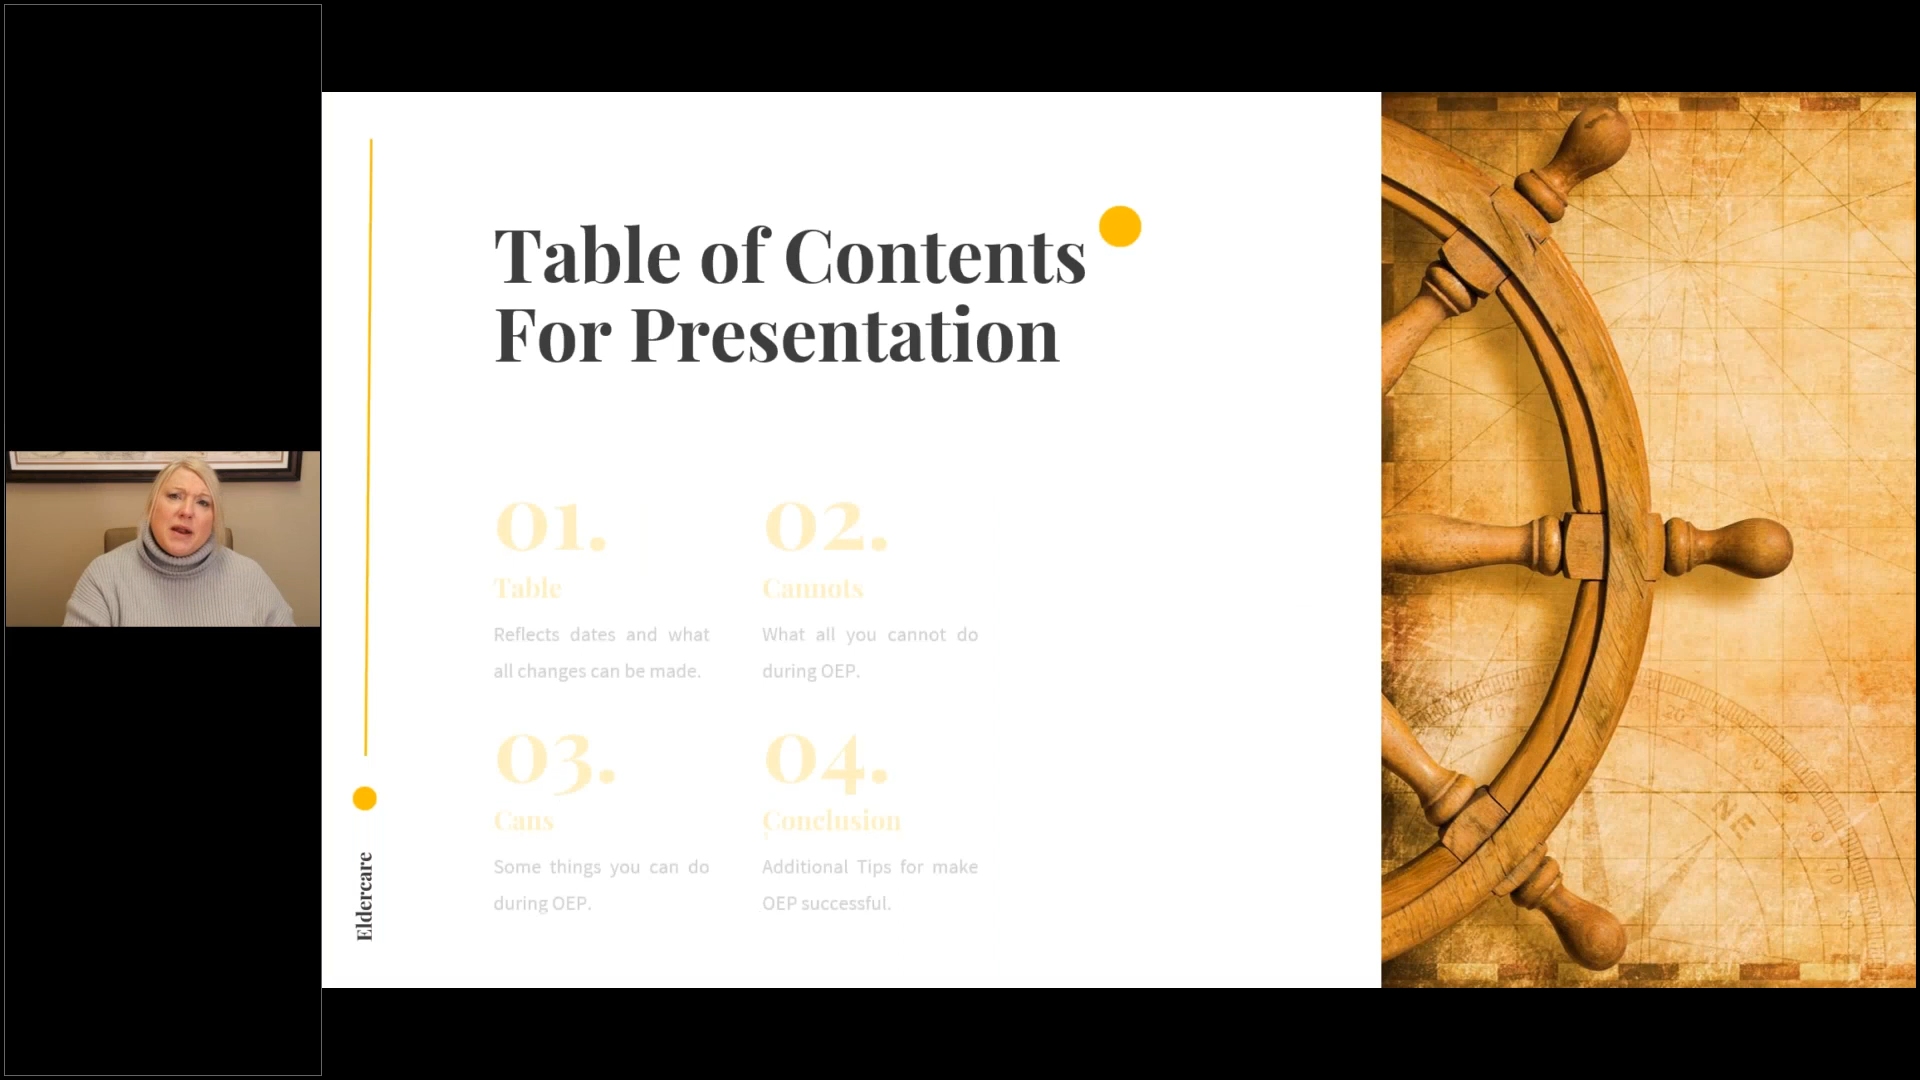 Table of Contents
For Presentation
01.
Table
Reflects dates and what
all changes can be made.
02.
Cannots
What all you cannot do
during OEP.
03.
Cans
Some things you can do
during OEP.
04.
Conclusion
Additional Tips for make
OEP successful.
Eldercare
NE